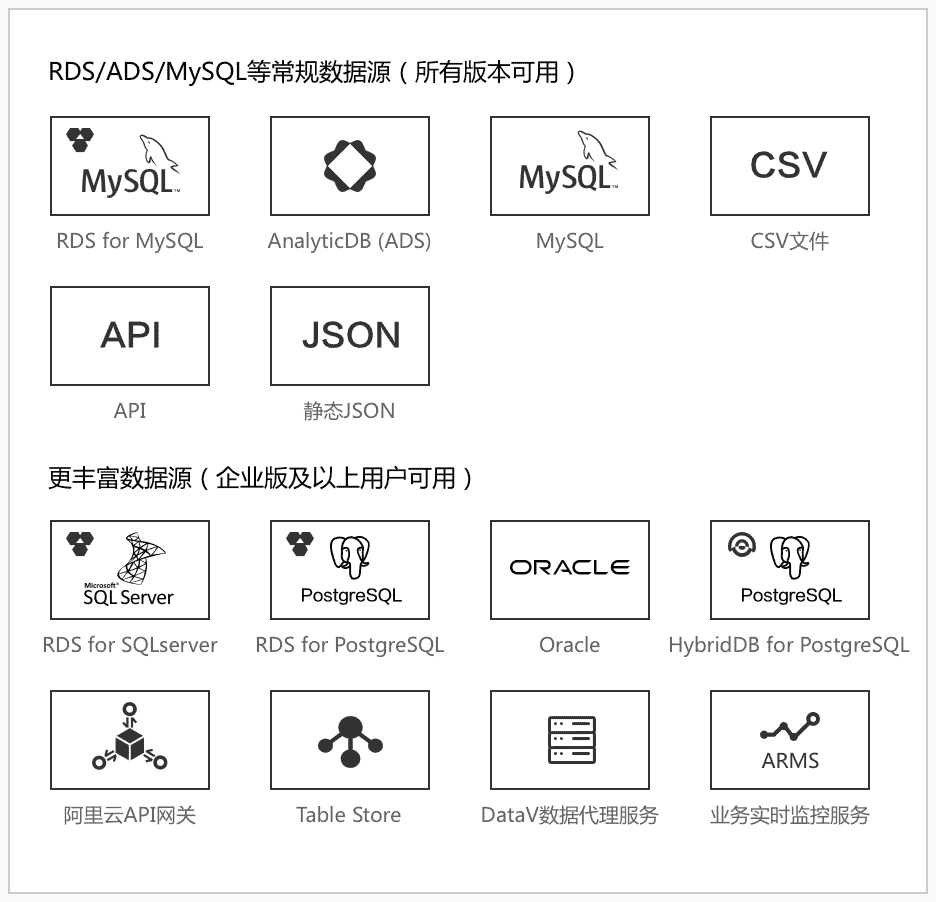 RDS/ADS/MySQL等常规数据源（所有版本可用）
MySQL™
MySQL™
CSV
RDS for MySQL
AnalyticDB (ADS)
MySQL
CSV文件
API
JSON
API
静态JSON
更丰富数据源（企业版及以上用户可用）
Microsoft®
SQL Server
PostgreSQL
ORACLE
PostgreSQL
RDS for SQLserver
RDS for PostgreSQL
Oracle
HybridDB for PostgreSQL
ARMS
阿里云API网关
Table Store
DataV数据代理服务
业务实时监控服务